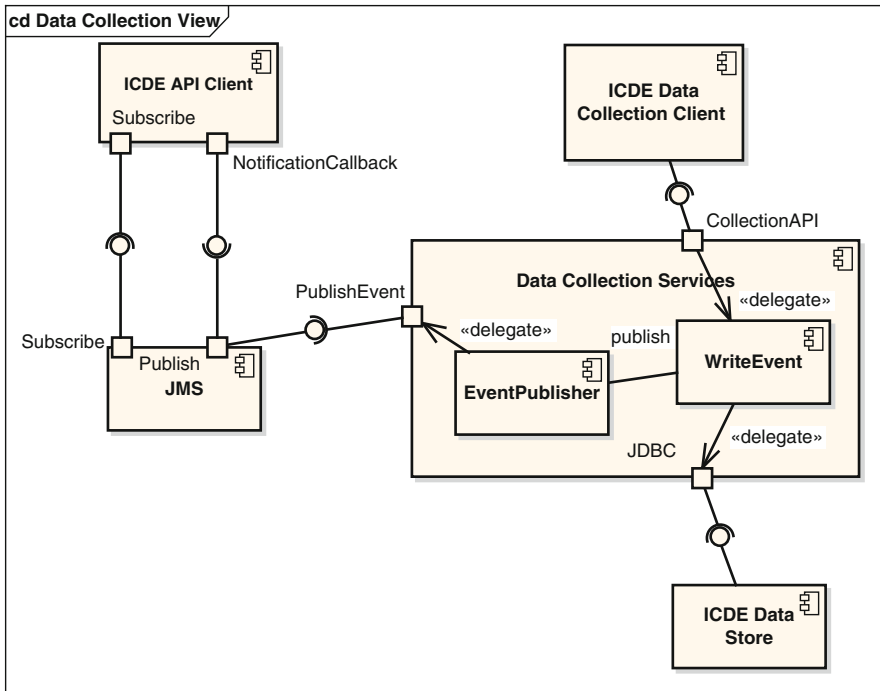 cd Data Collection View
ICDE API Client
Subscribe
NotificationCallback
ICDE Data
Collection Client
CollectionAPI
Data Collection Services
«delegate»
PublishEvent
«delegate»
publish
WriteEvent
EventPublisher
Subscribe
Publish
JMS
JDBC
«delegate»
ICDE Data
Store